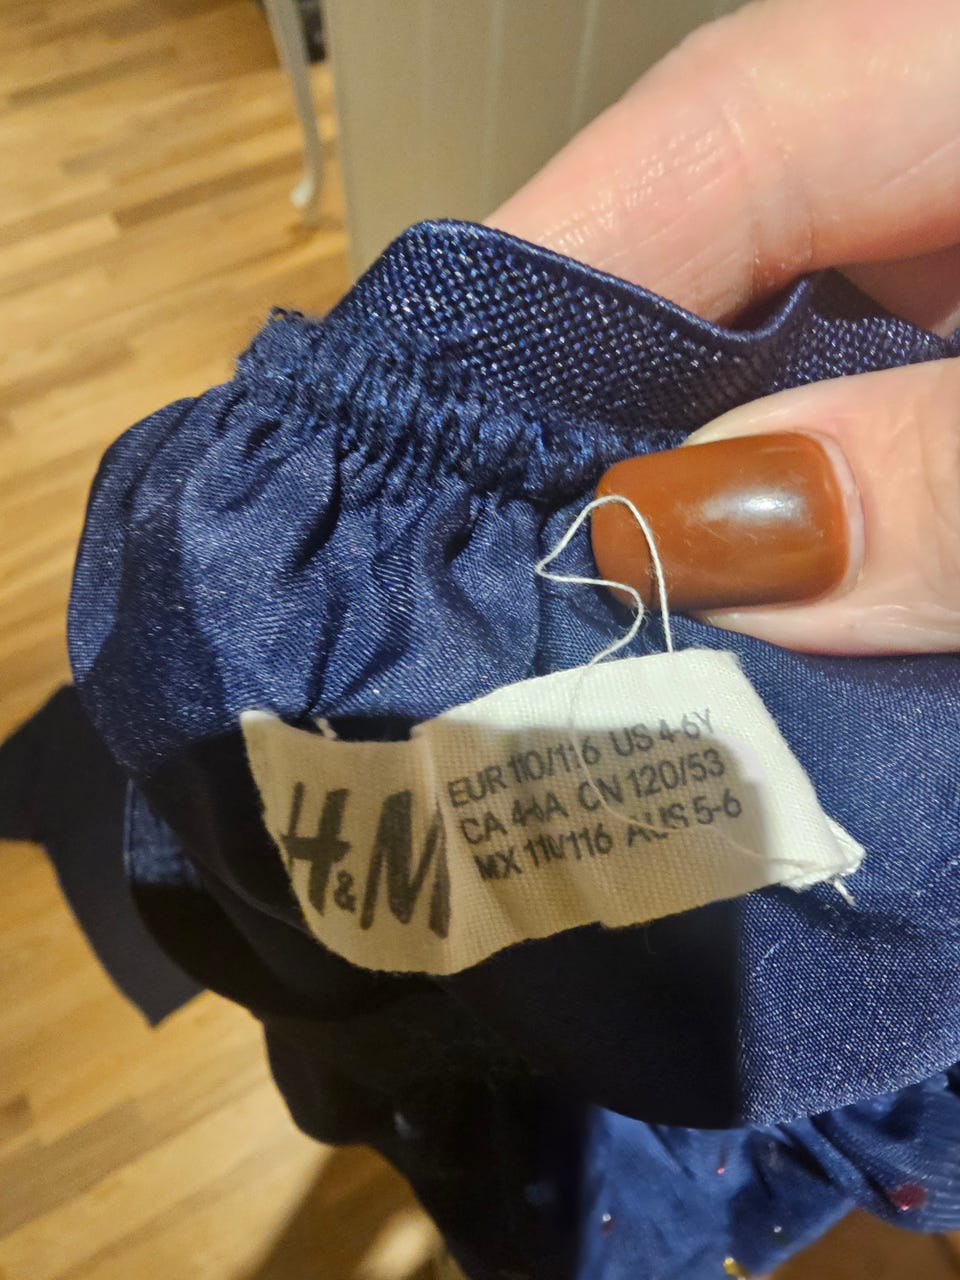 H&M
EUR 110/116 US 4-6Y
CA 4-6A CN 120/53
MX 110/116 AUS 5-6